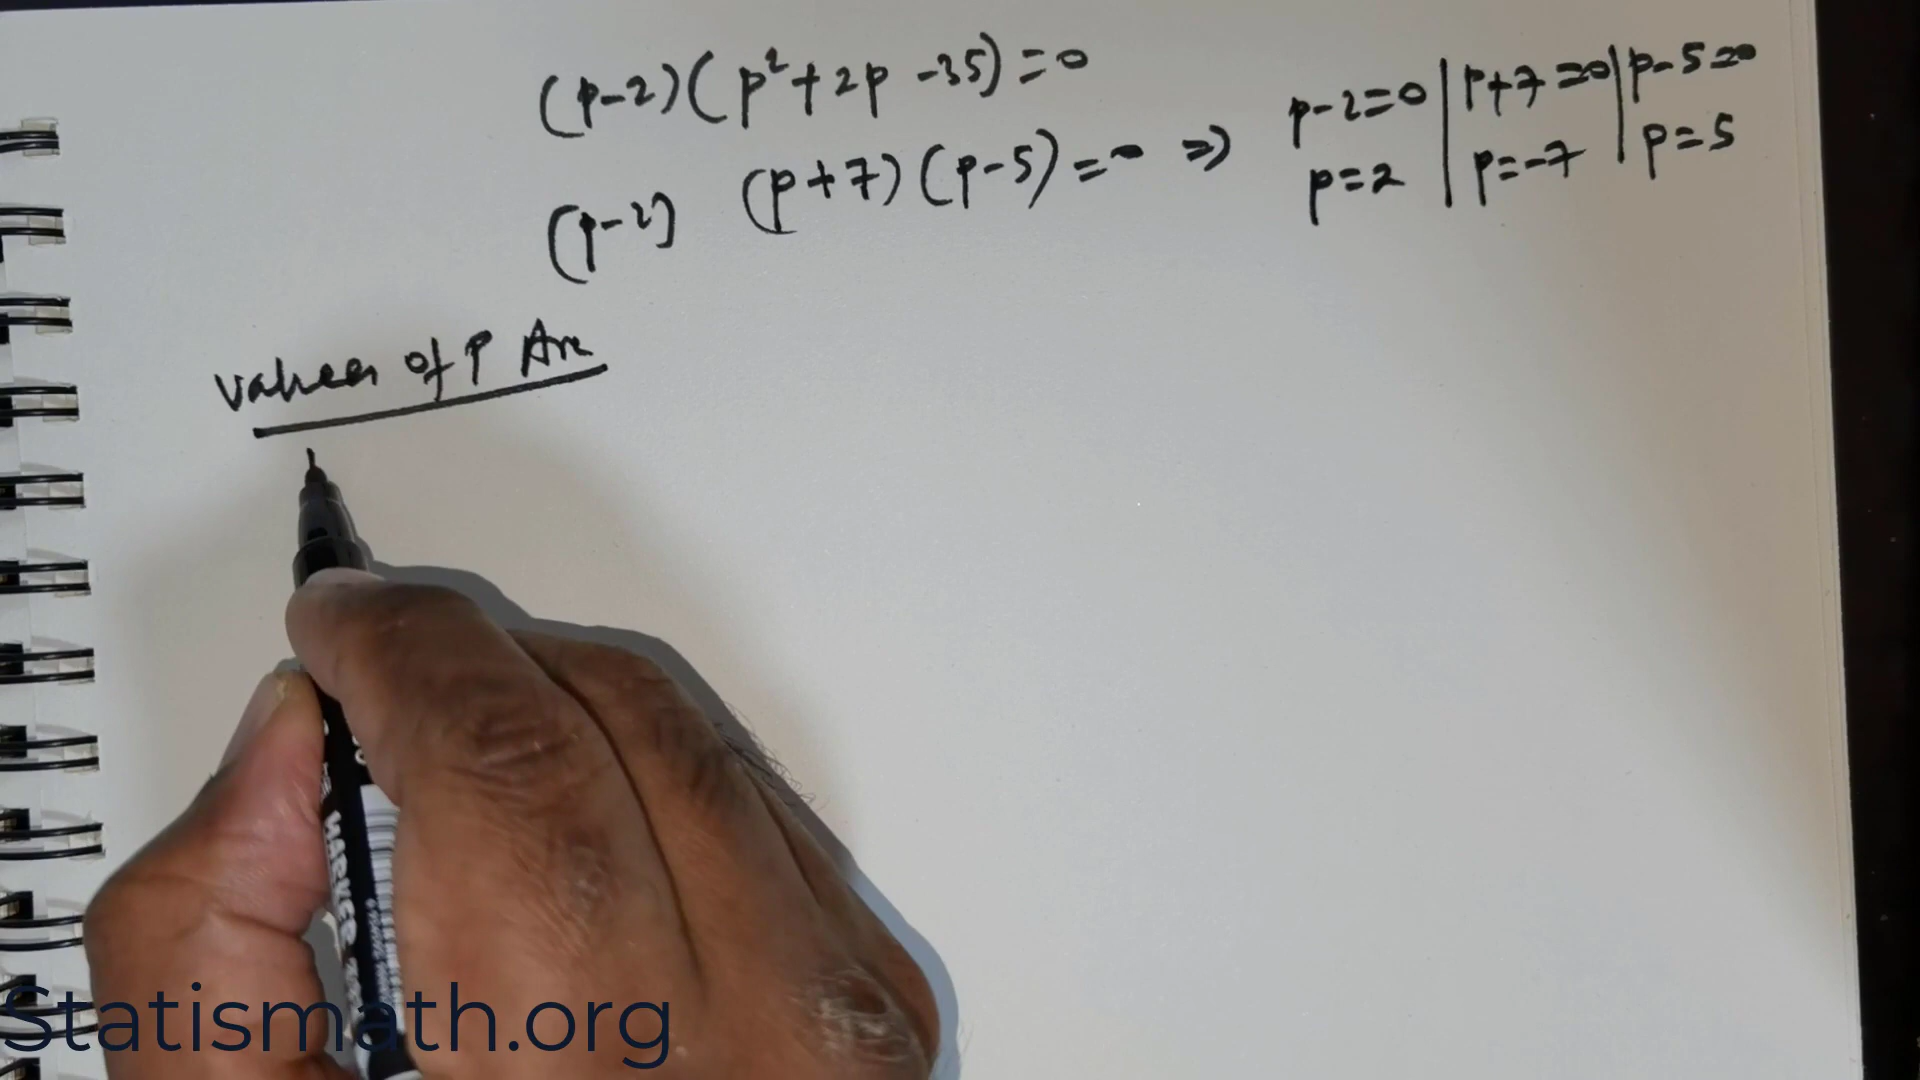 (p-2)(p²+2p-35)=0
(p-2) (p+7)(p-5)=0 ⇒
p-2=0 | p+7=0 | p-5=0
p=2 | p=-7 | p=5
values of P Are
MARKER
Statismath.org